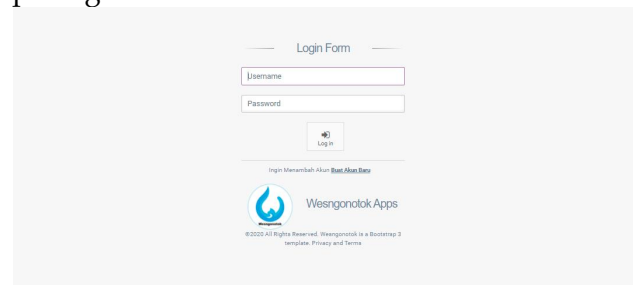 Login Form
Username
Password
Log in
Ingin Menambah Akun Buat Akun Baru
Wesngonotok Apps
Wesngonotok
©2020 All Rights Reserved. Wesngonotok is a Bootstrap 3
template. Privacy and Terms